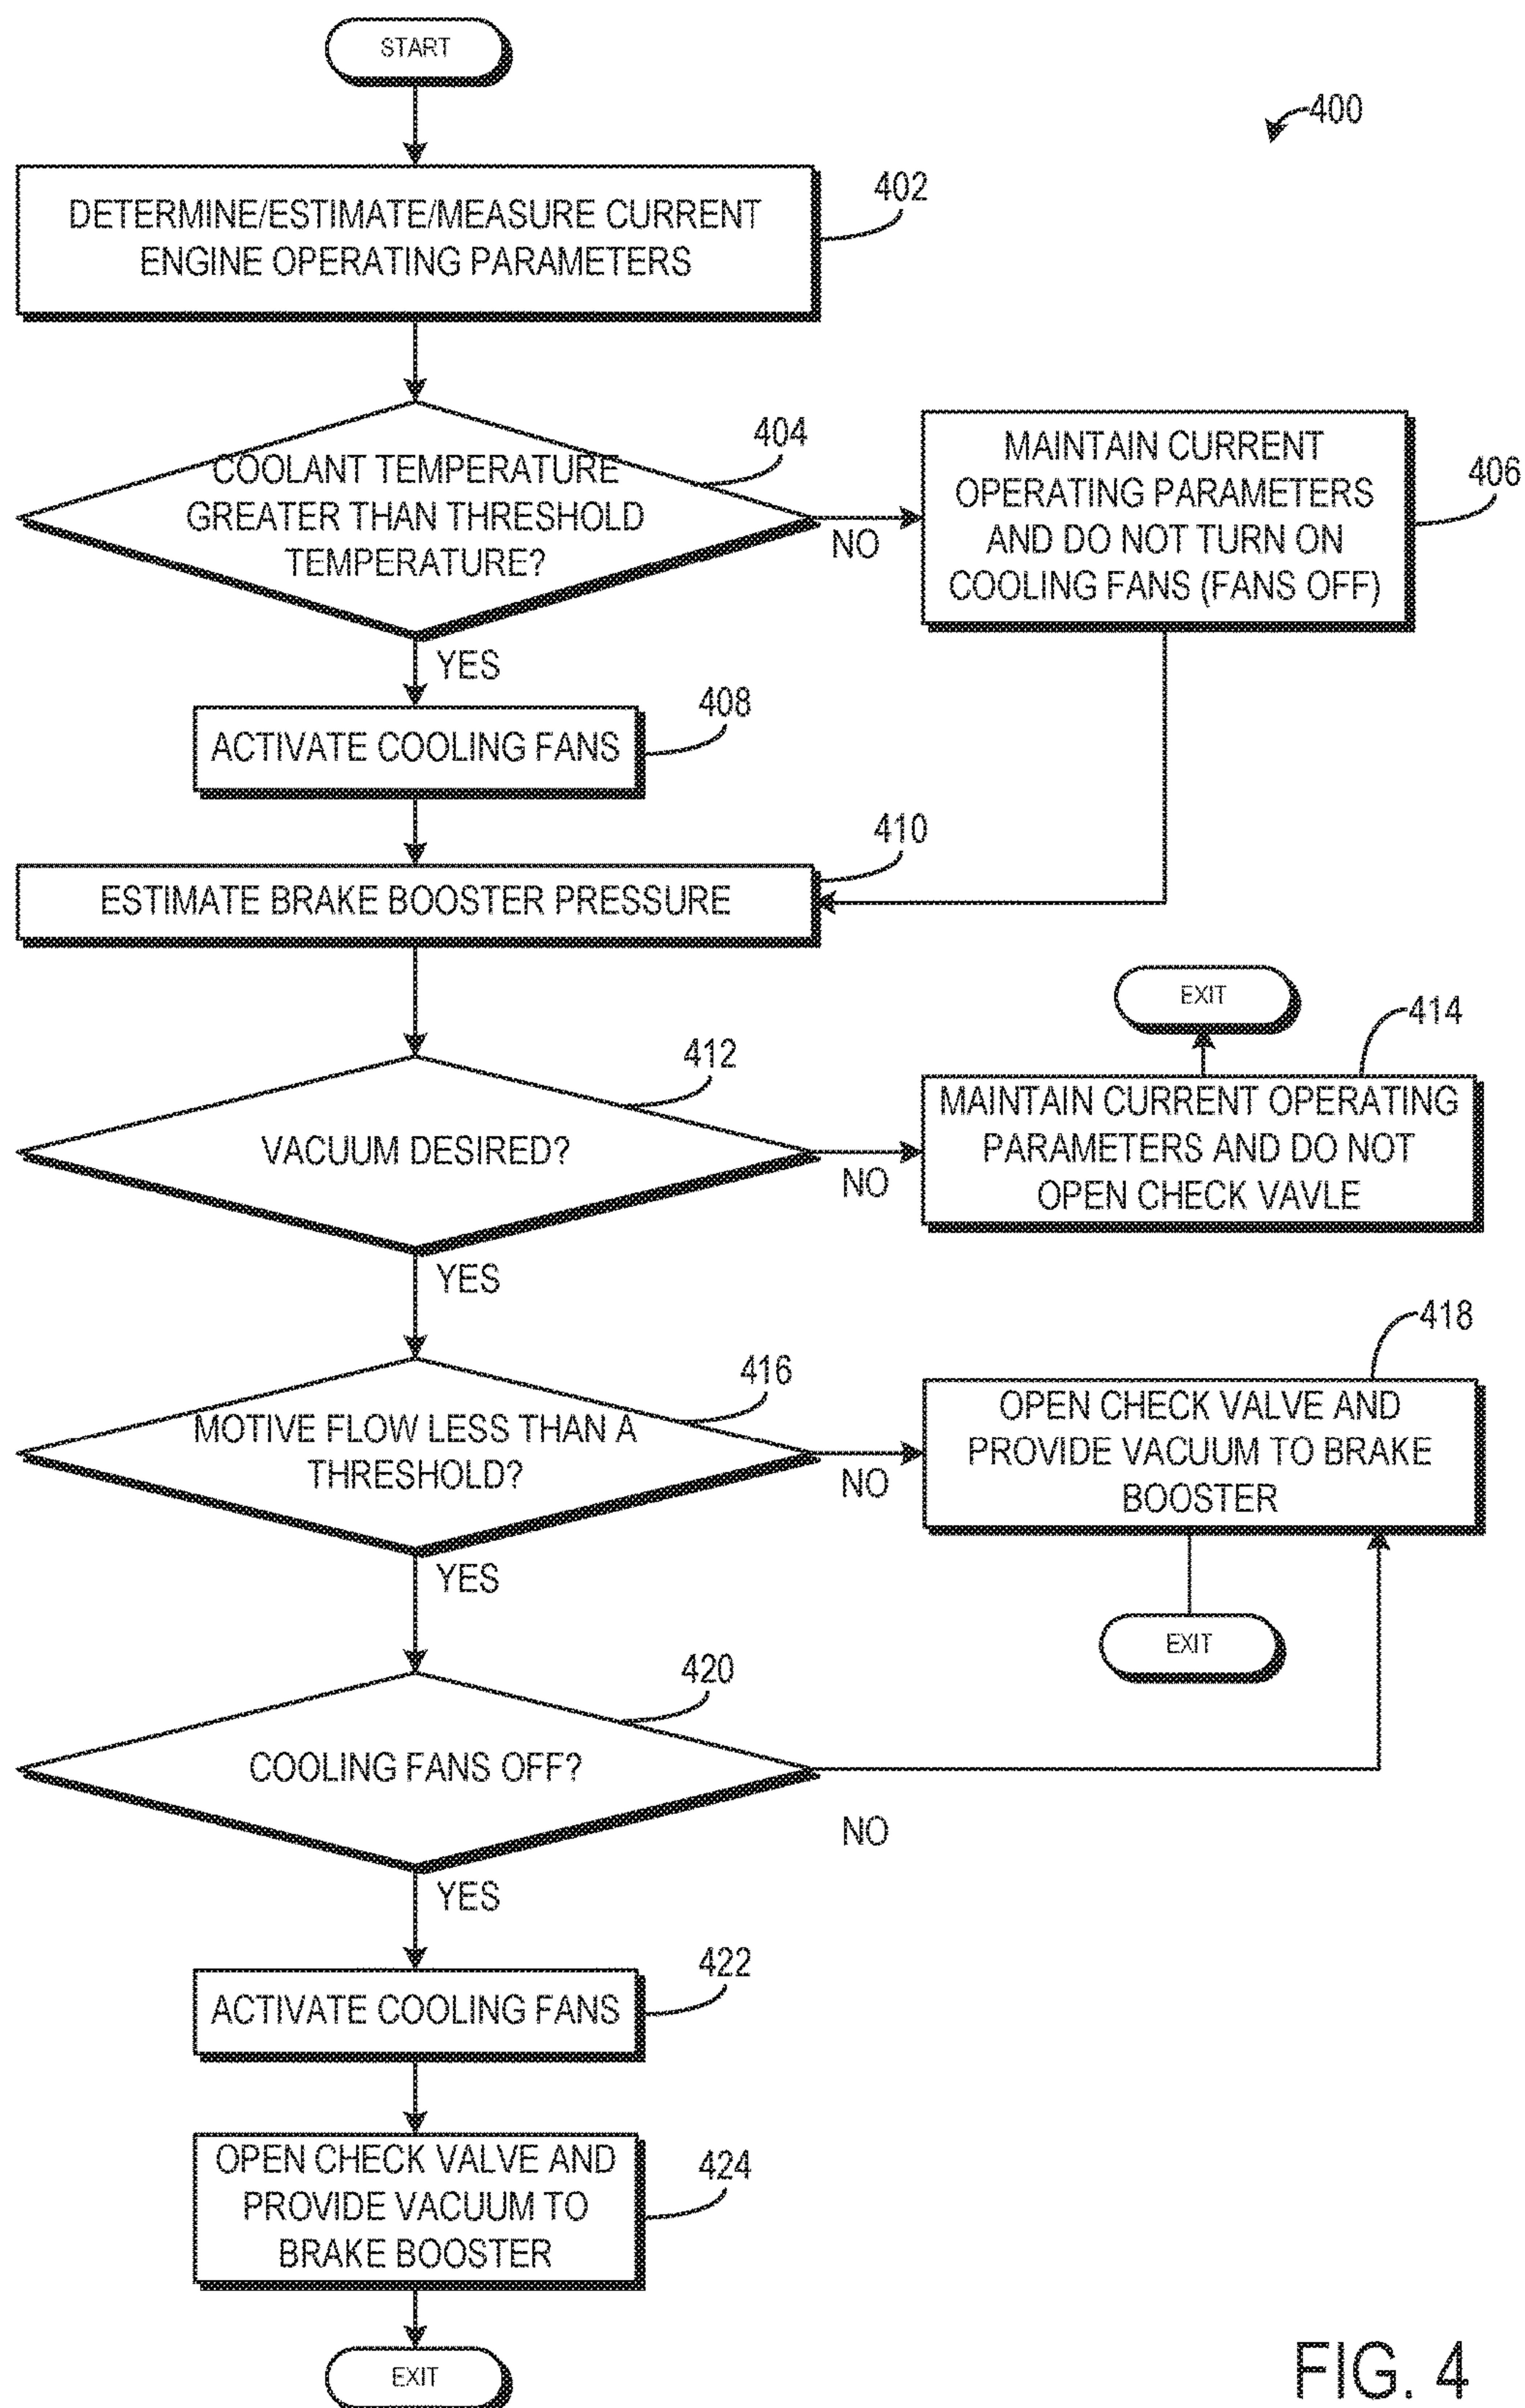 START
400
402
DETERMINE/ESTIMATE/MEASURE CURRENT
ENGINE OPERATING PARAMETERS
404
COOLANT TEMPERATURE
GREATER THAN THRESHOLD
TEMPERATURE?
NO
YES
MAINTAIN CURRENT
OPERATING PARAMETERS
AND DO NOT TURN ON
COOLING FANS (FANS OFF)
406
408
ACTIVATE COOLING FANS
410
ESTIMATE BRAKE BOOSTER PRESSURE
412
VACUUM DESIRED?
NO
YES
EXIT
414
MAINTAIN CURRENT OPERATING
PARAMETERS AND DO NOT
OPEN CHECK VAVLE
416
MOTIVE FLOW LESS THAN A
THRESHOLD?
NO
YES
418
OPEN CHECK VALVE AND
PROVIDE VACUUM TO BRAKE
BOOSTER
EXIT
420
COOLING FANS OFF?
NO
YES
422
ACTIVATE COOLING FANS
424
OPEN CHECK VALVE AND
PROVIDE VACUUM TO
BRAKE BOOSTER
EXIT
FIG. 4